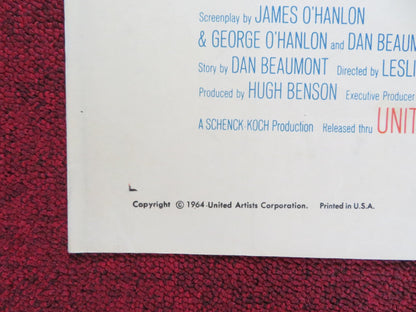 Screenplay by JAMES O'HANLON
& GEORGE O'HANLON and DAN BEAUM
Story by DAN BEAUMONT Directed by LESLI
Produced by HUGH BENSON Executive Producer
A SCHENCK-KOCH Production Released thru UNIT
Copyright © 1964 United Artists Corporation. Printed in U.S.A.